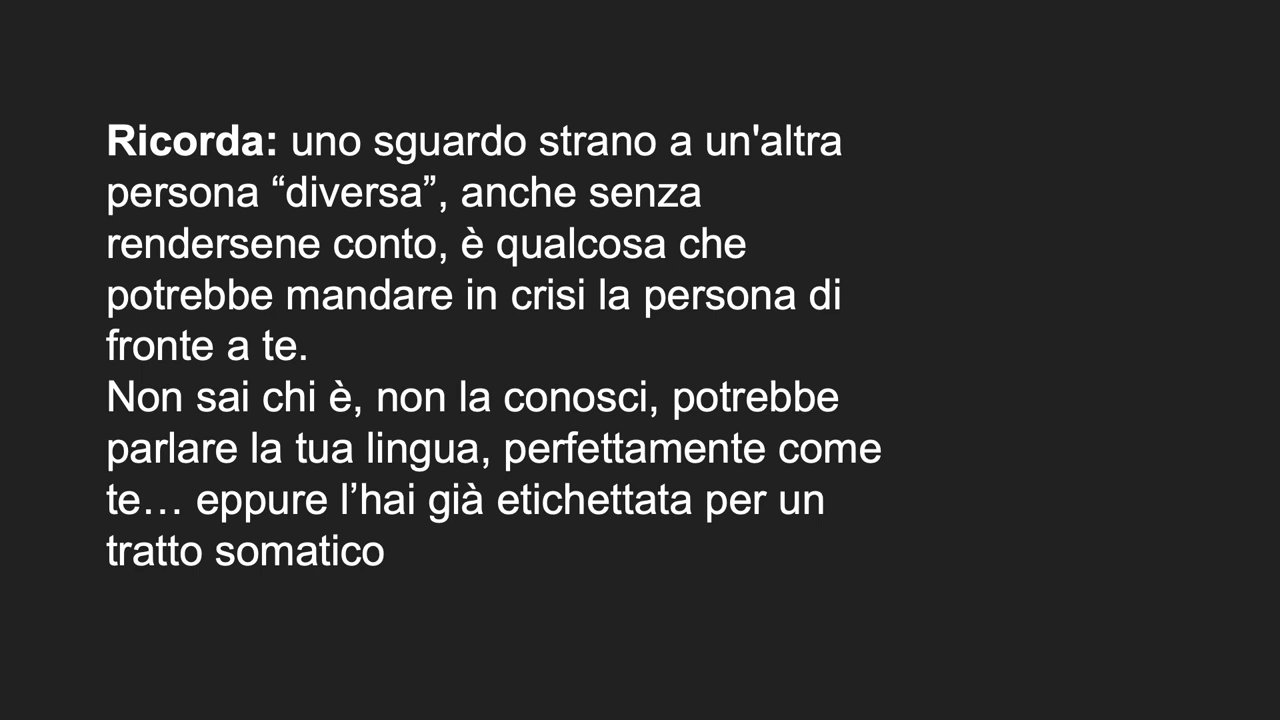 Ricorda: uno sguardo strano a un'altra
persona “diversa”, anche senza
rendersene conto, è qualcosa che
potrebbe mandare in crisi la persona di
fronte a te.
Non sai chi è, non la conosci, potrebbe
parlare la tua lingua, perfettamente come
te… eppure l’hai già etichettata per un
tratto somatico